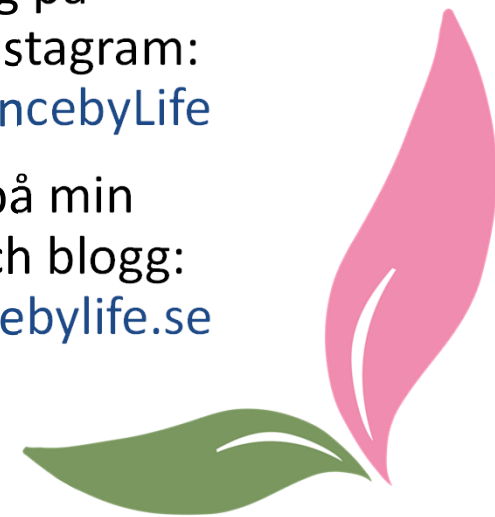 g på
stagram:
ncebyLife
på min
ch blogg:
ebylife.se